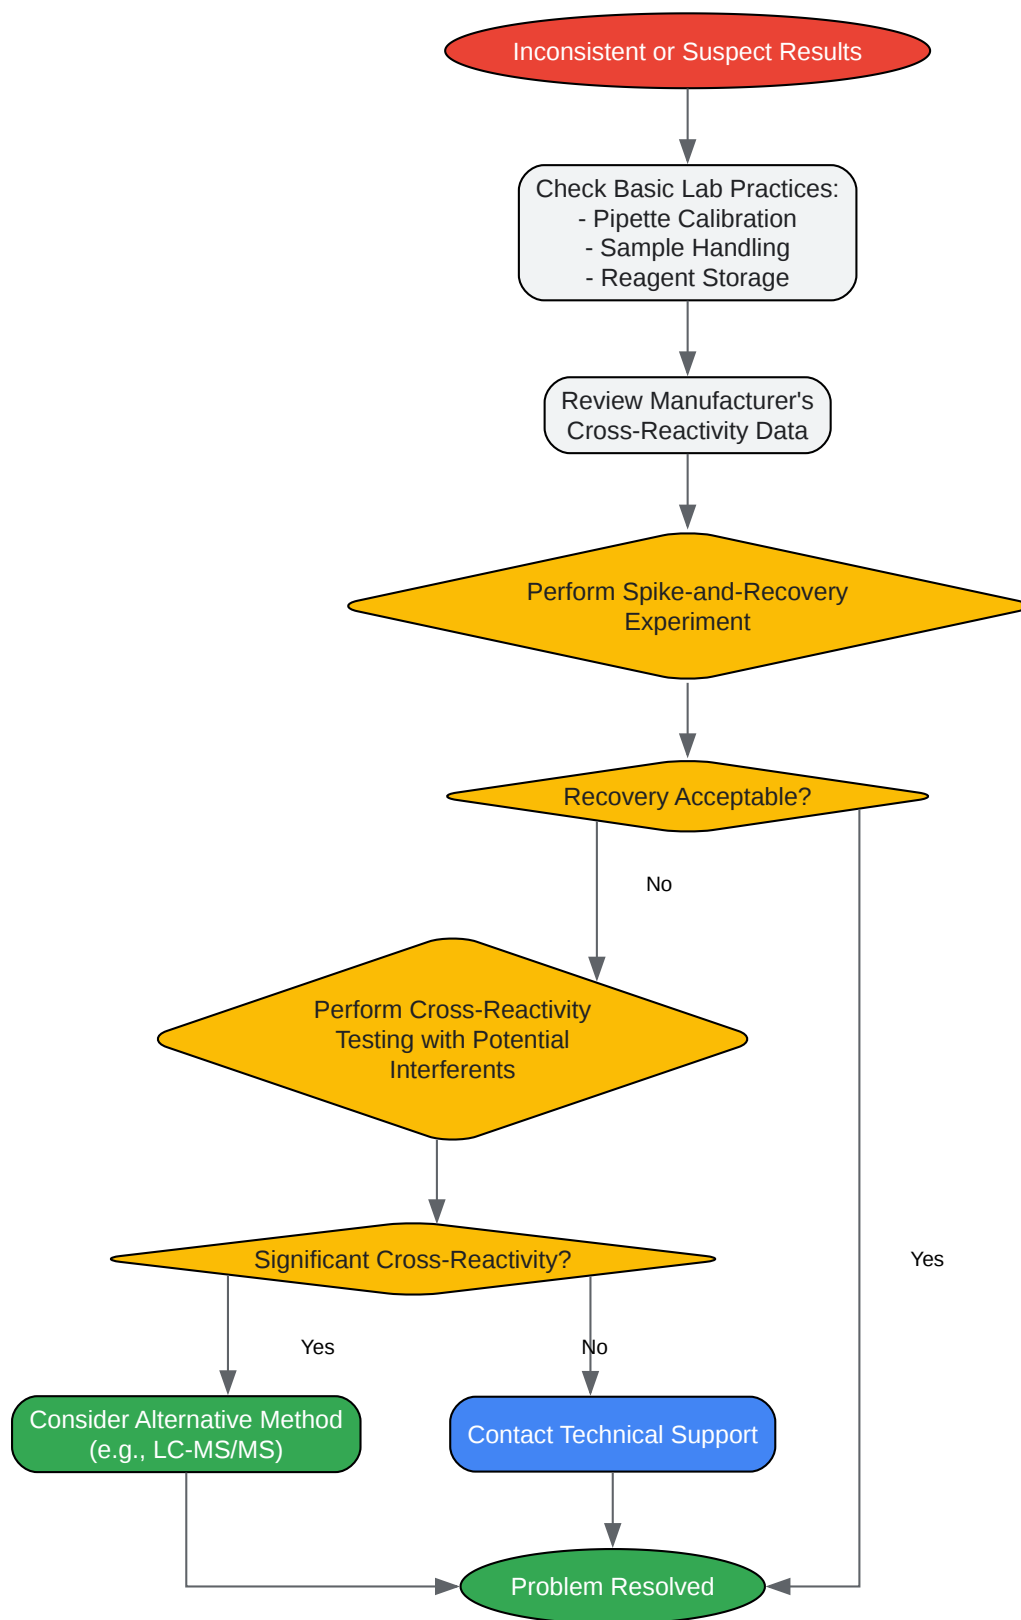 Inconsistent or Suspect Results
Check Basic Lab Practices:
- Pipette Calibration
- Sample Handling
- Reagent Storage
Review Manufacturer's
Cross-Reactivity Data
Perform Spike-and-Recovery
Experiment
Recovery Acceptable?
No
Perform Cross-Reactivity
Testing with Potential
Interferents
Significant Cross-Reactivity?
Yes
Yes
No
Consider Alternative Method
(e.g., LC-MS/MS)
Contact Technical Support
Problem Resolved